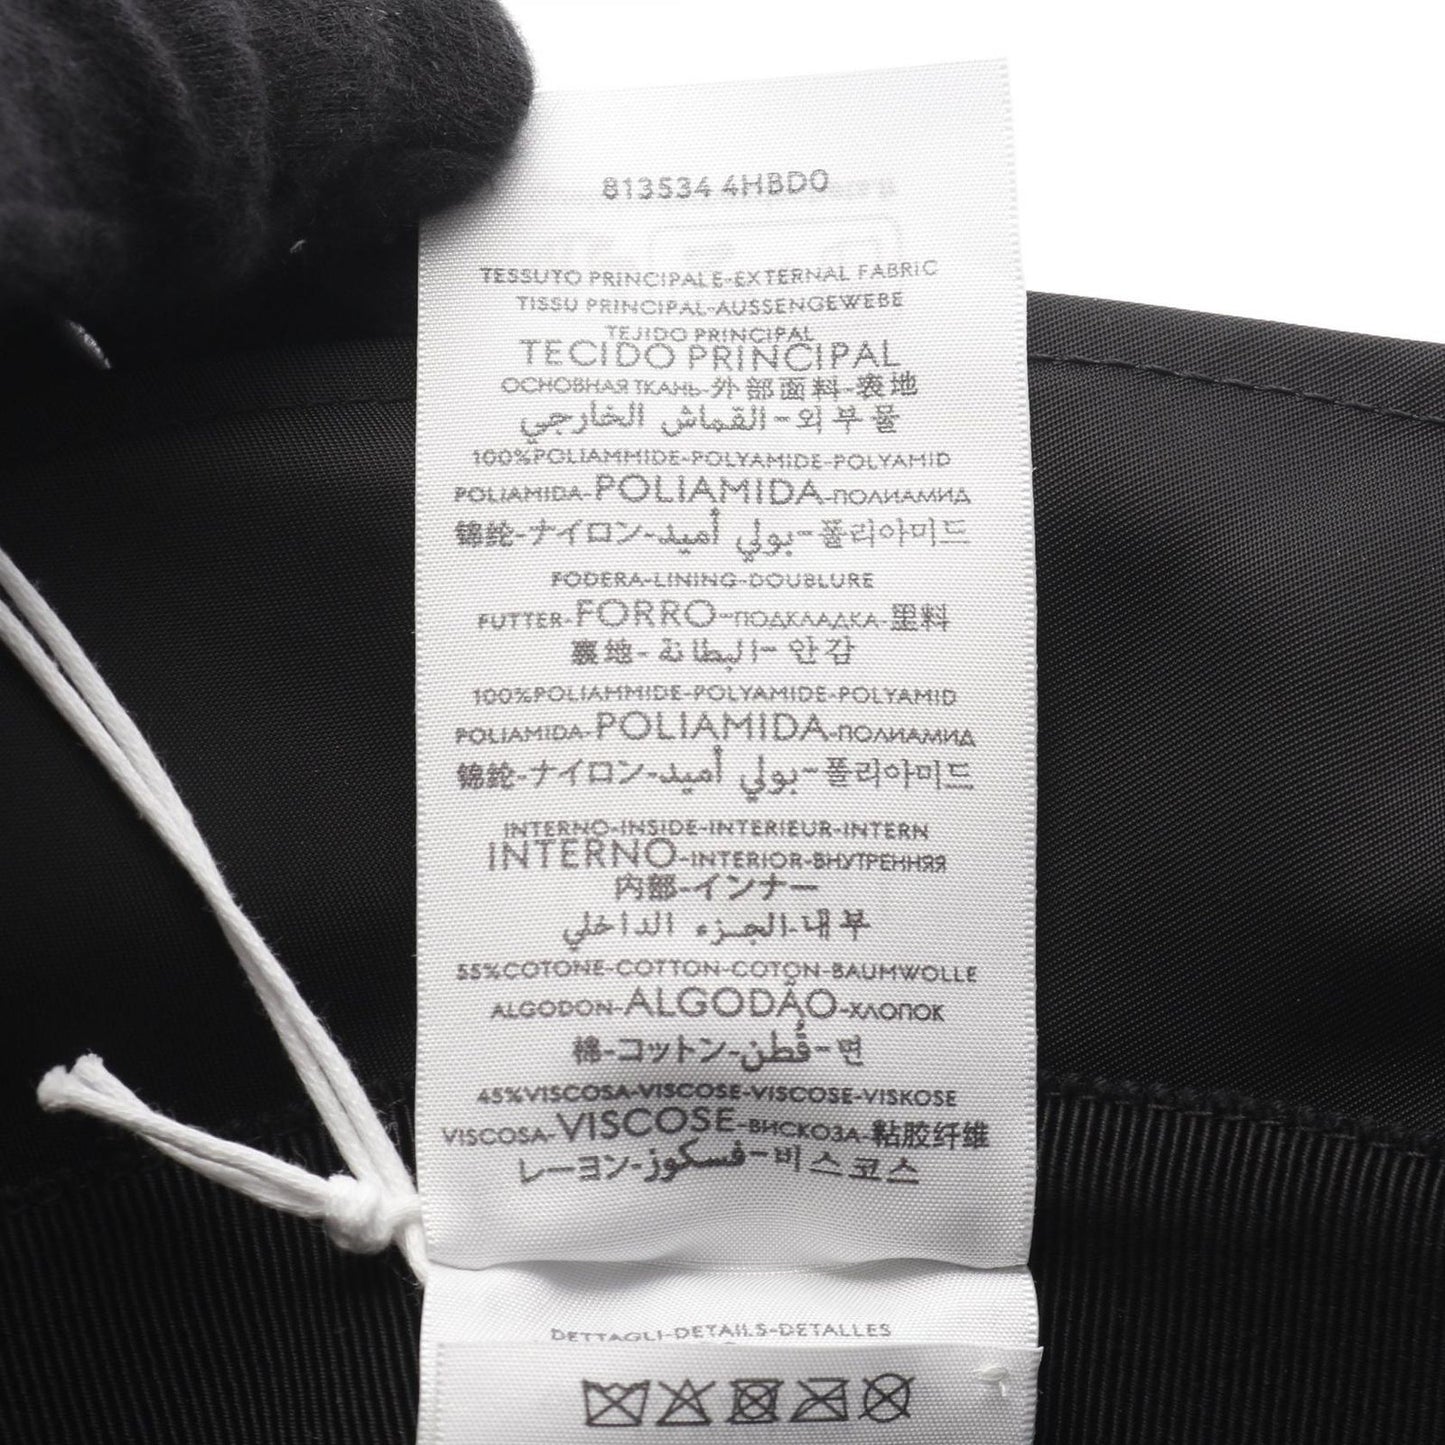 813534 4HBD0
TESSUTO PRINCIPALE-EXTERNAL FABRIC
TISSU PRINCIPAL-AUSSENGEWEBE
TEJIDO PRINCIPAL
TECIDO PRINCIPAL
ОСНОВНАЯ ТКАНЬ-外部面料-表地
القماش الخارجي-외부물
100%POLIAMMIDE-POLYAMIDE-POLYAMID
POLIAMIDA-POLIAMIDA-ПОЛИАМИД
锦纶-ナイロン-بولي أميد-폴리아미드
FODERA-LINING-DOUBLURE
FUTTER-FORRO-ПОДКЛАДКА-里料
裏地-البطانة-안감
100%POLIAMMIDE-POLYAMIDE-POLYAMID
POLIAMIDA-POLIAMIDA-ПОЛИАМИД
锦纶-ナイロン-بولي أميد-폴리아미드
INTERNO-INSIDE-INTERIEUR-INTERN
INTERNO-INTERIOR-ВНУТРЕННЯЯ
内部-インナー
الجزء الداخلي-내부
55%COTONE-COTTON-COTON-BAUMWOLLE
ALGODON-ALGODÃO-ХЛОПОК
棉-コットン-قُطن-면
45%VISCOSA-VISCOSE-VISCOSE-VISKOSE
VISCOSA-VISCOSE-ВИСКОЗА-粘胶纤维
レーヨン-فسكوز-비스코스
DETTAGLI-DETAILS-DETALLES